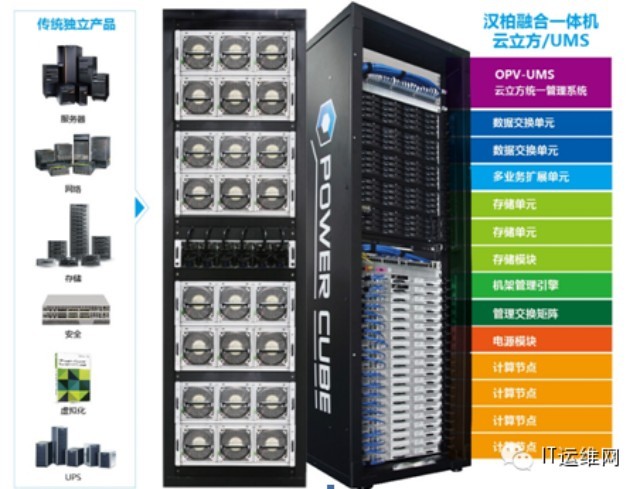 传统独立产品
服务器
网络
存储
安全
虚拟化
UPS
POWER CUBE
汉柏融合一体机
云立方/UMS
OPV-UMS
云立方统一管理系统
数据交换单元
数据交换单元
多业务扩展单元
存储单元
存储单元
存储模块
机架管理引擎
管理交换矩阵
电源模块
计算节点
计算节点
计算节点
计算节点
IT运维网